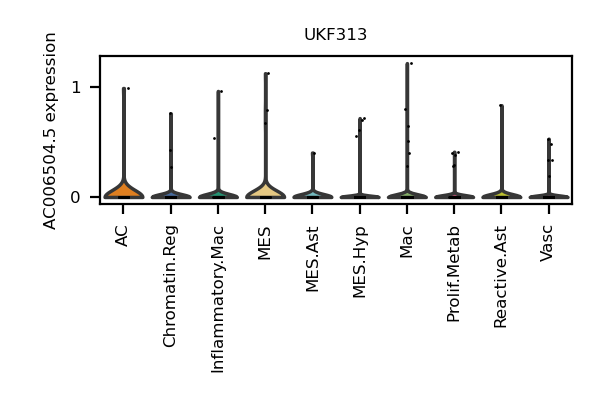 UKF313
AC006504.5 expression
1
0
AC
Chromatin.Reg
Inflammatory.Mac
MES
MES.Ast
MES.Hyp
Mac
Prolif.Metab
Reactive.Ast
Vasc